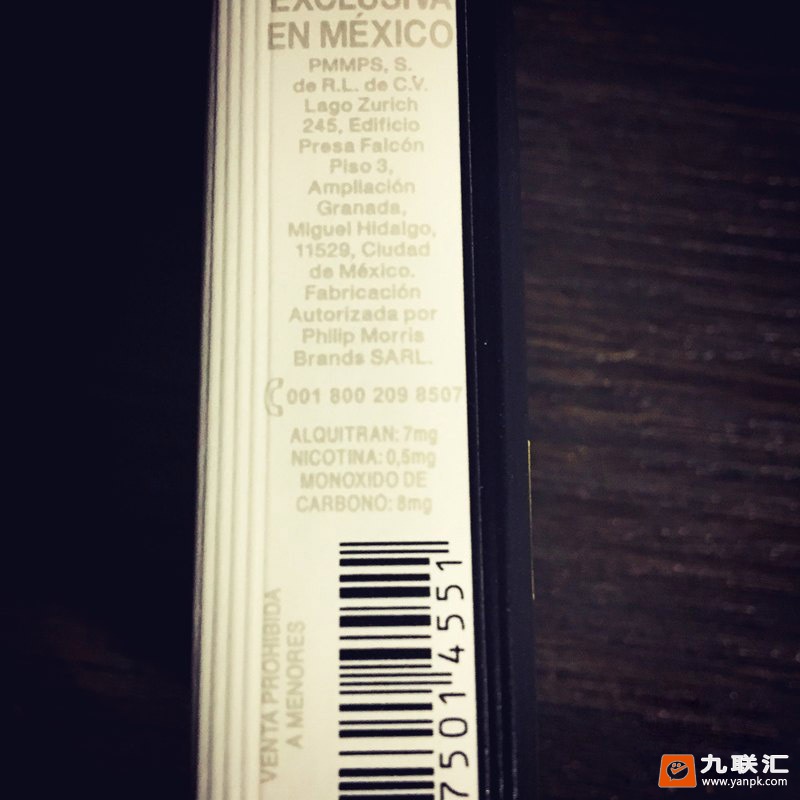 EXCLUSIVA
EN MÉXICO
PMMPS, S.
de R.L. de C.V.
Lago Zurich
245, Edificio
Presa Falcón
Piso 3,
Ampliación
Granada,
Miguel Hidalgo,
11529, Ciudad
de México.
Fabricación
Autorizada por
Philip Morris
Brands SARL.
001 800 209 8507
ALQUITRAN: 7mg
NICOTINA: 0,5mg
MONOXIDO DE
CARBONO: 8mg
VENTA PROHIBIDA
A MENORES
7501 4551
九联汇
www.yanpk.com